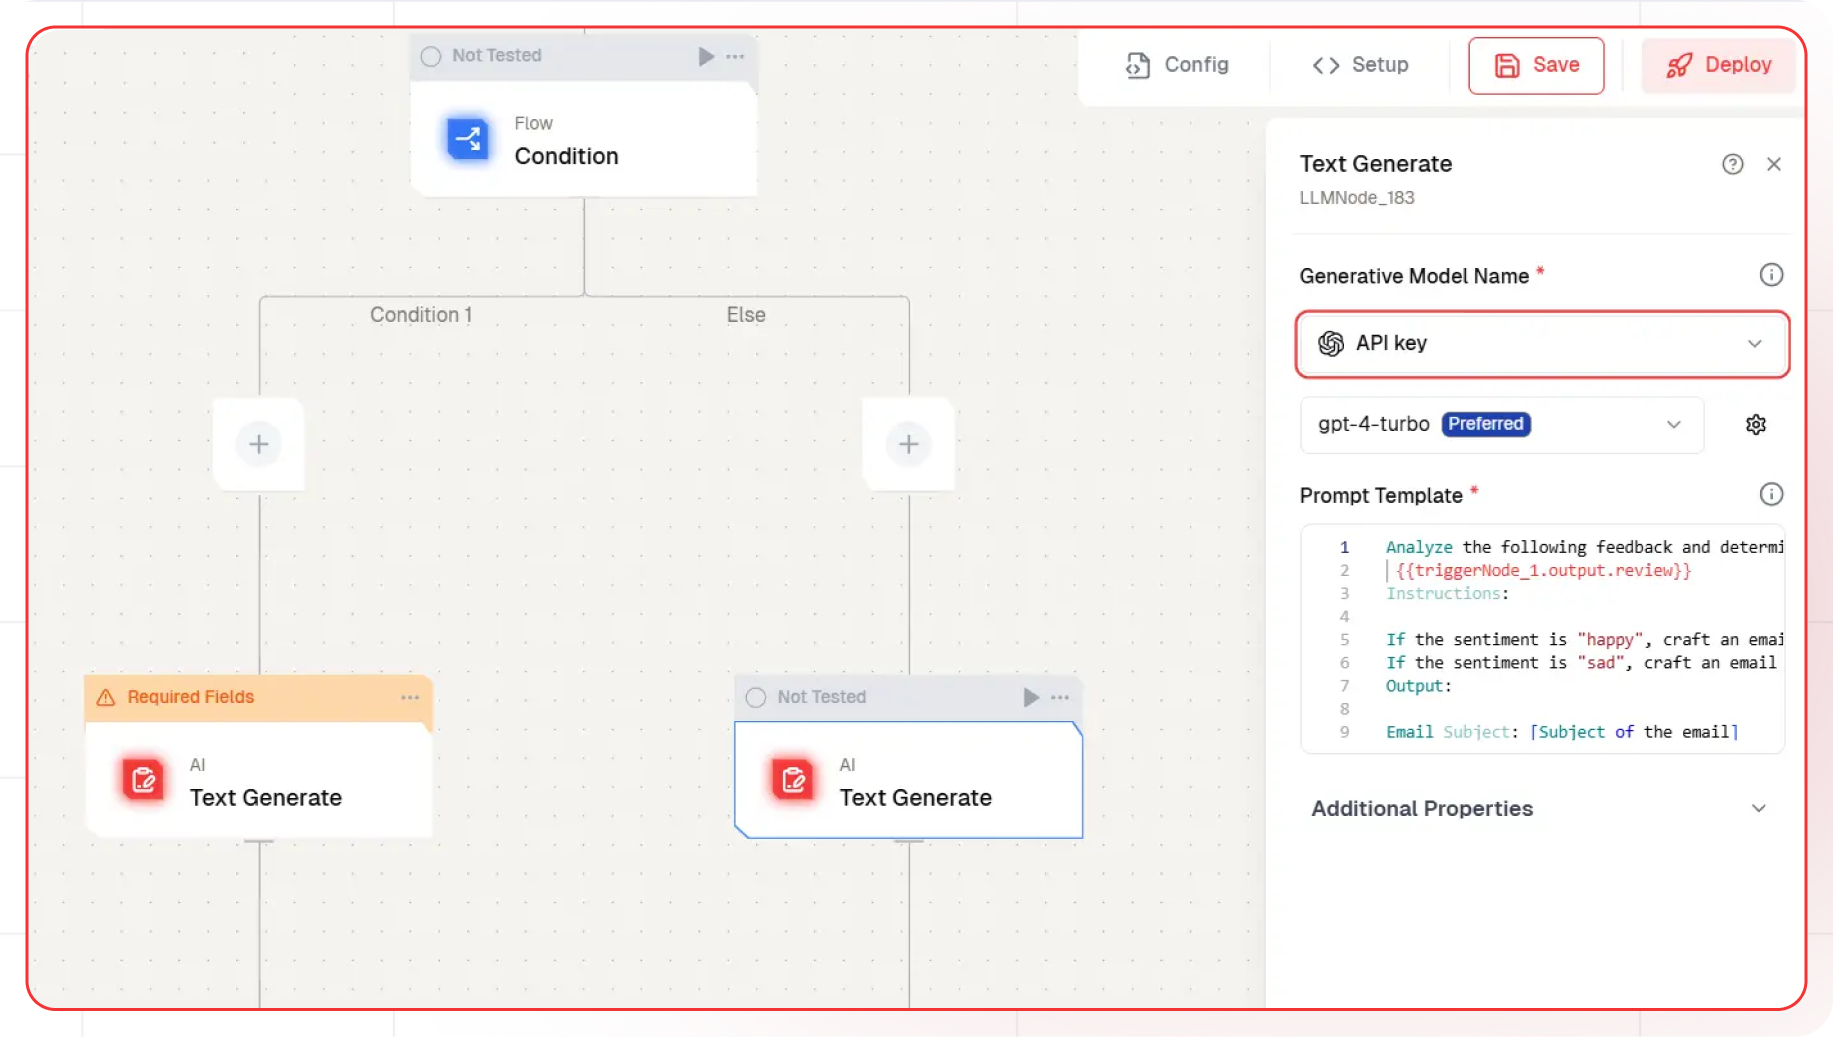 Not Tested
Flow
Condition
Condition 1
Else
Required Fields
AI
Text Generate
Not Tested
AI
Text Generate
Config
<> Setup
Save
Deploy
Text Generate
LLMNode_183
Generative Model Name *
API key
gpt-4-turbo Preferred
Prompt Template *
1 Analyze the following feedback and determi
2 {{triggerNode_1.output.review}}
3 Instructions:
4
5 If the sentiment is "happy", craft an emai
6 If the sentiment is "sad", craft an email
7 Output:
8
9 Email Subject: [Subject of the email]
Additional Properties